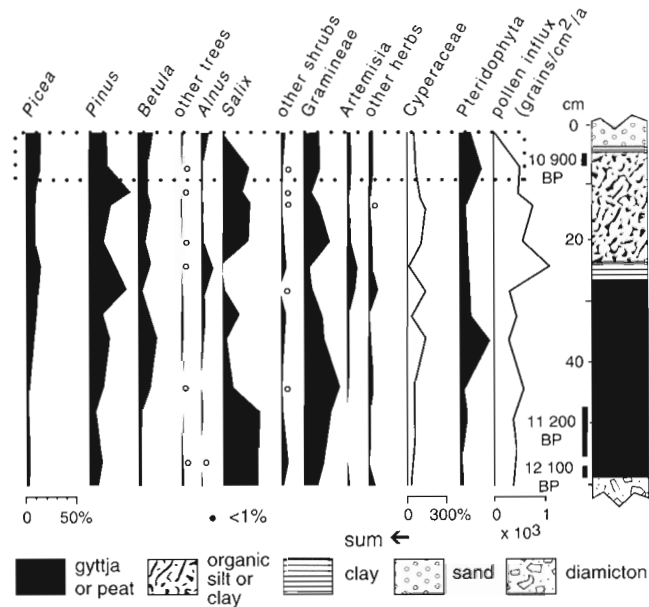 Picea
Pinus
Betula
other trees
Alnus
Salix
other shrubs
Gramineae
Artemisia
other herbs
Cyperaceae
Pteridophyta
pollen influx
(grains/cm²/a)
cm
0
10 900
BP
20
40
11 200
BP
12 100
BP
0 50%
<1%
0 300%
0 1
x 10³
sum
gyttja
or peat
organic
silt or
clay
clay
sand
diamicton